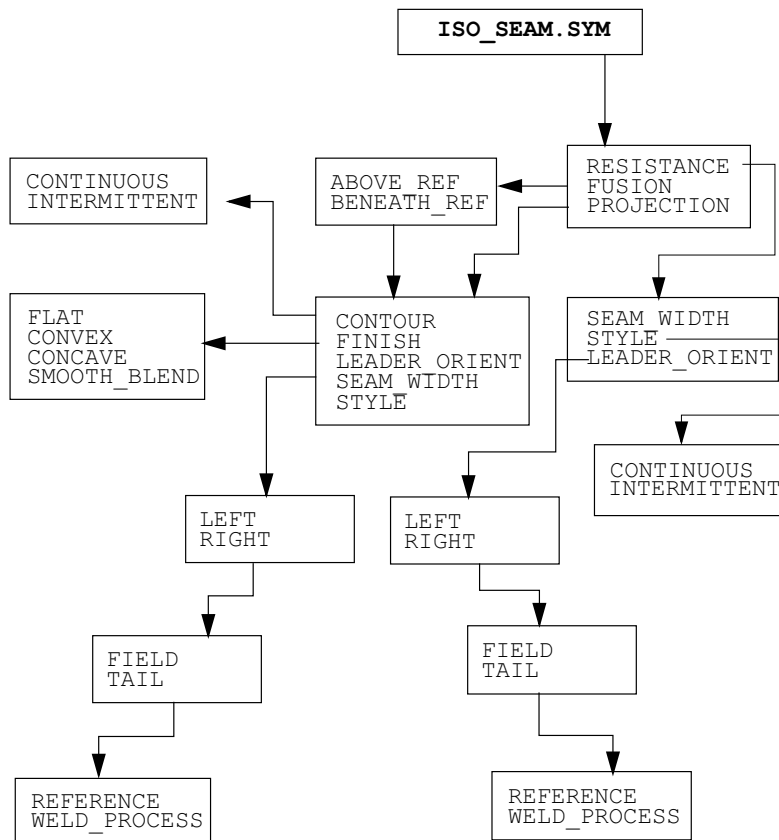 ISO_SEAM.SYM
RESISTANCE
FUSION
PROJECTION
ABOVE_REF
BENEATH_REF
CONTINUOUS
INTERMITTENT
FLAT
CONVEX
CONCAVE
SMOOTH_BLEND
CONTOUR
FINISH
LEADER_ORIENT
SEAM_WIDTH
STYLE
SEAM_WIDTH
STYLE
LEADER_ORIENT
CONTINUOUS
INTERMITTENT
LEFT
RIGHT
LEFT
RIGHT
FIELD
TAIL
FIELD
TAIL
REFERENCE
WELD_PROCESS
REFERENCE
WELD_PROCESS